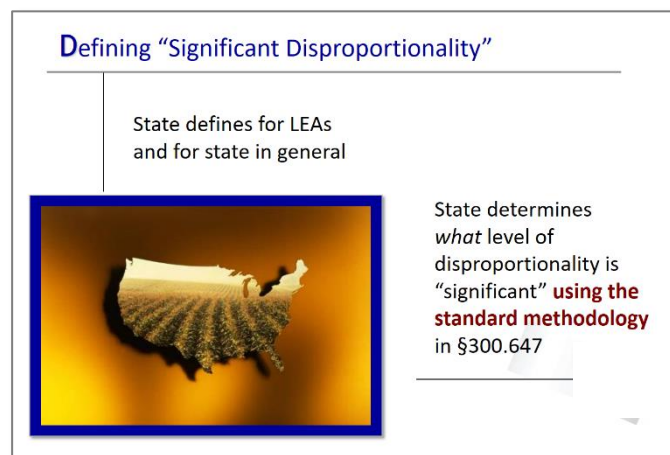 Defining “Significant Disproportionality”
State defines for LEAs
and for state in general
State determines
what level of
disproportionality is
“significant” using the
standard methodology
in §300.647